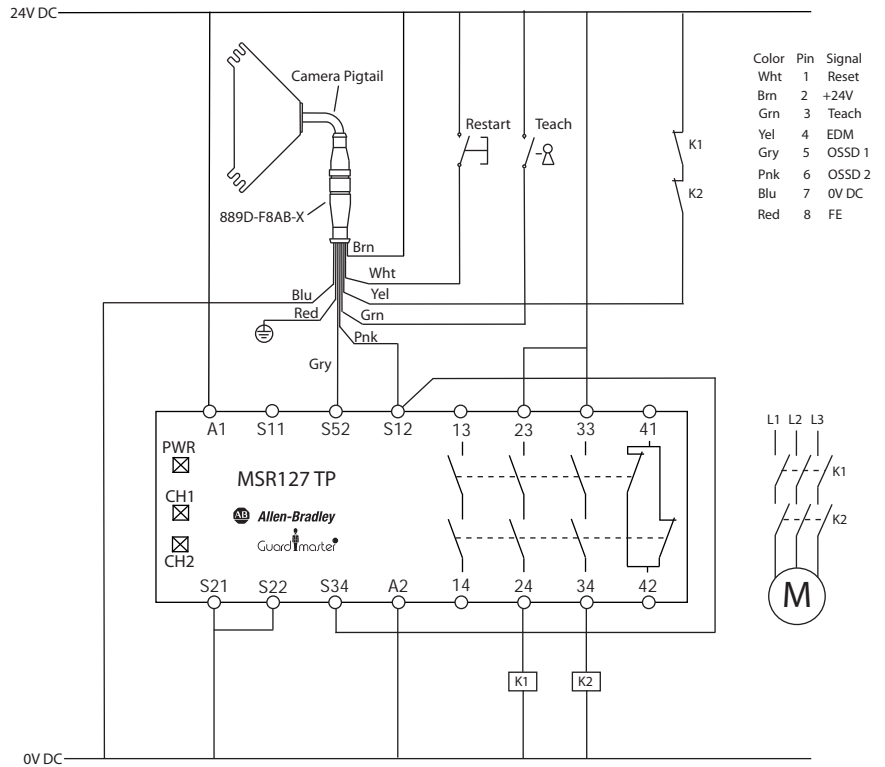 24V DC
Camera Pigtail
Restart
Teach
Color Pin Signal
Wht 1 Reset
Brn 2 +24V
Grn 3 Teach
Yel 4 EDM
Gry 5 OSSD 1
Pnk 6 OSSD 2
Blu 7 0V DC
Red 8 FE
K1
K2
889D-F8AB-X
Brn
Wht
Blu
Yel
Red
Grn
Pnk
Gry
A1 S11 S52 S12 13 23 33 41
PWR
MSR127 TP
CH1
AB Allen-Bradley
Guardmaster
CH2
S21 S22 S34 A2 14 24 34 42
L1 L2 L3
K1
K2
M
K1
K2
0V DC